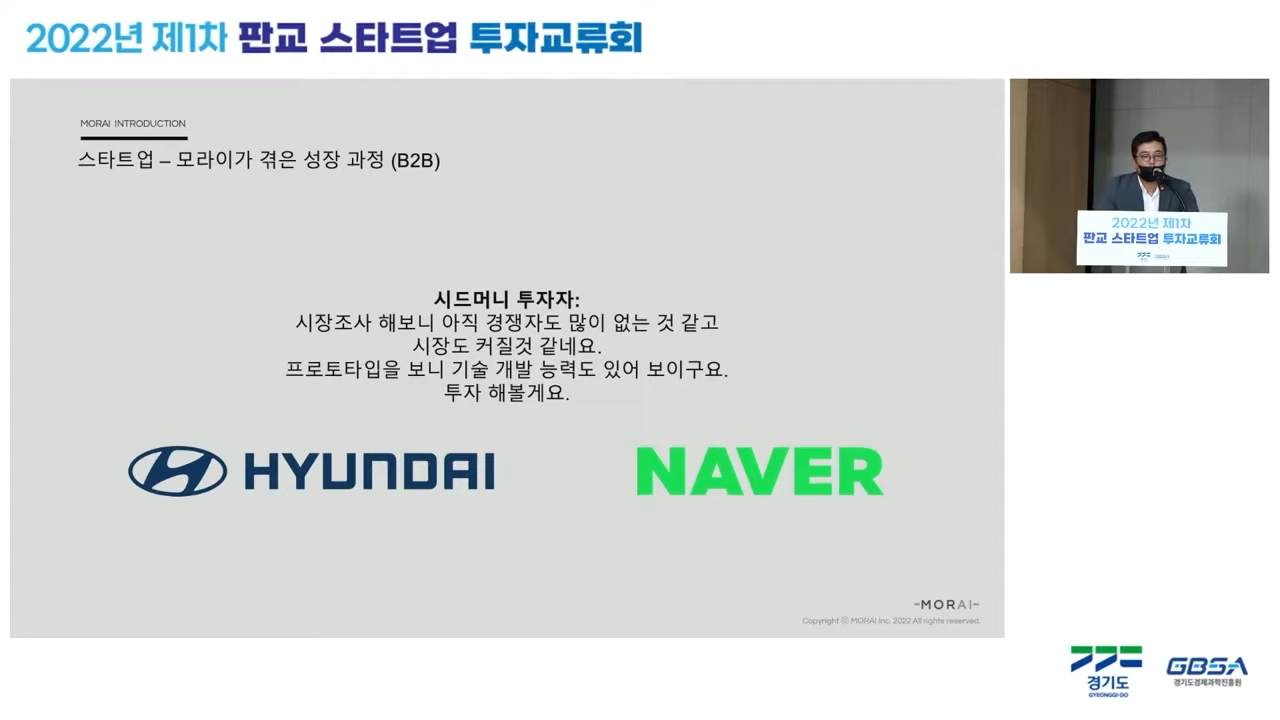 2022년 제1차 판교 스타트업 투자교류회
MORAI INTRODUCTION
스타트업 – 모라이가 겪은 성장 과정 (B2B)
시드머니 투자자:
시장조사 해보니 아직 경쟁자도 많이 없는 것 같고
시장도 커질것 같네요.
프로토타입을 보니 기술 개발 능력도 있어 보이구요.
투자 해볼게요.
HYUNDAI
NAVER
MORAI
Copyright ⓒ MORAI Inc. 2022 All rights reserved.
2022년 제1차
판교 스타트업 투자교류회
GBSA
경기도
GYEONGGI-DO
GBSA
경기도경제과학진흥원